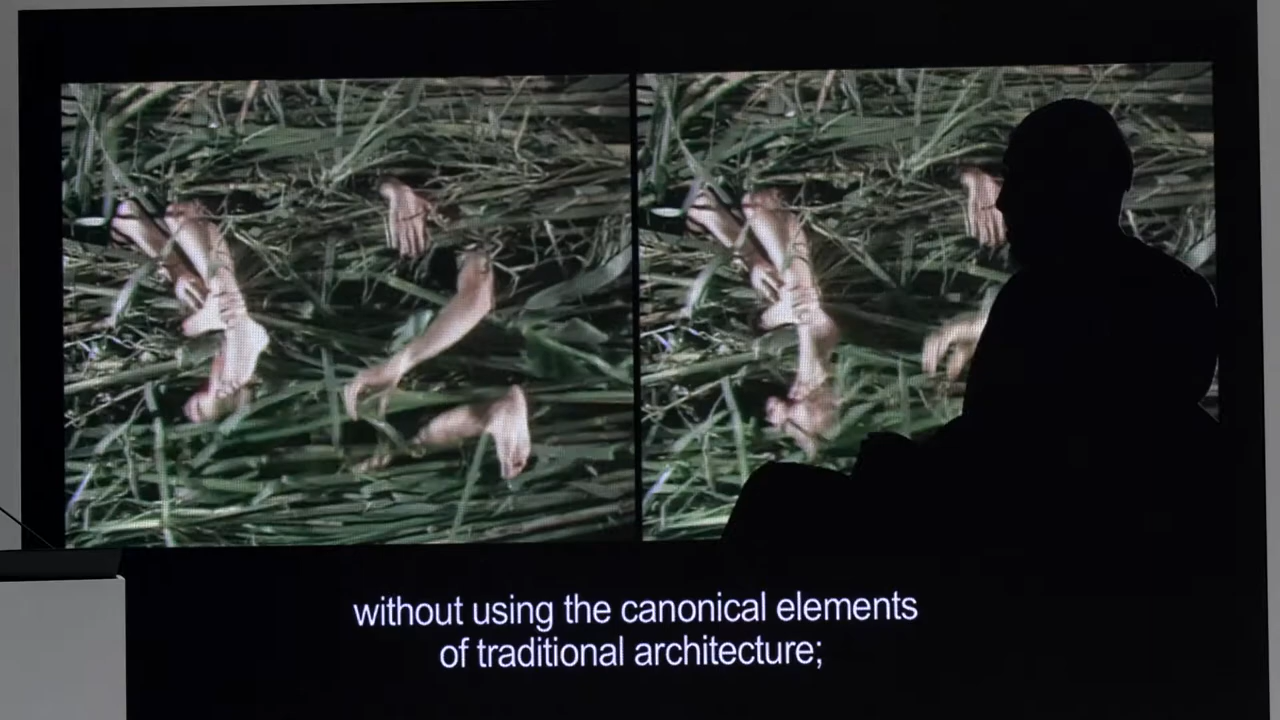 without using the canonical elements
of traditional architecture;